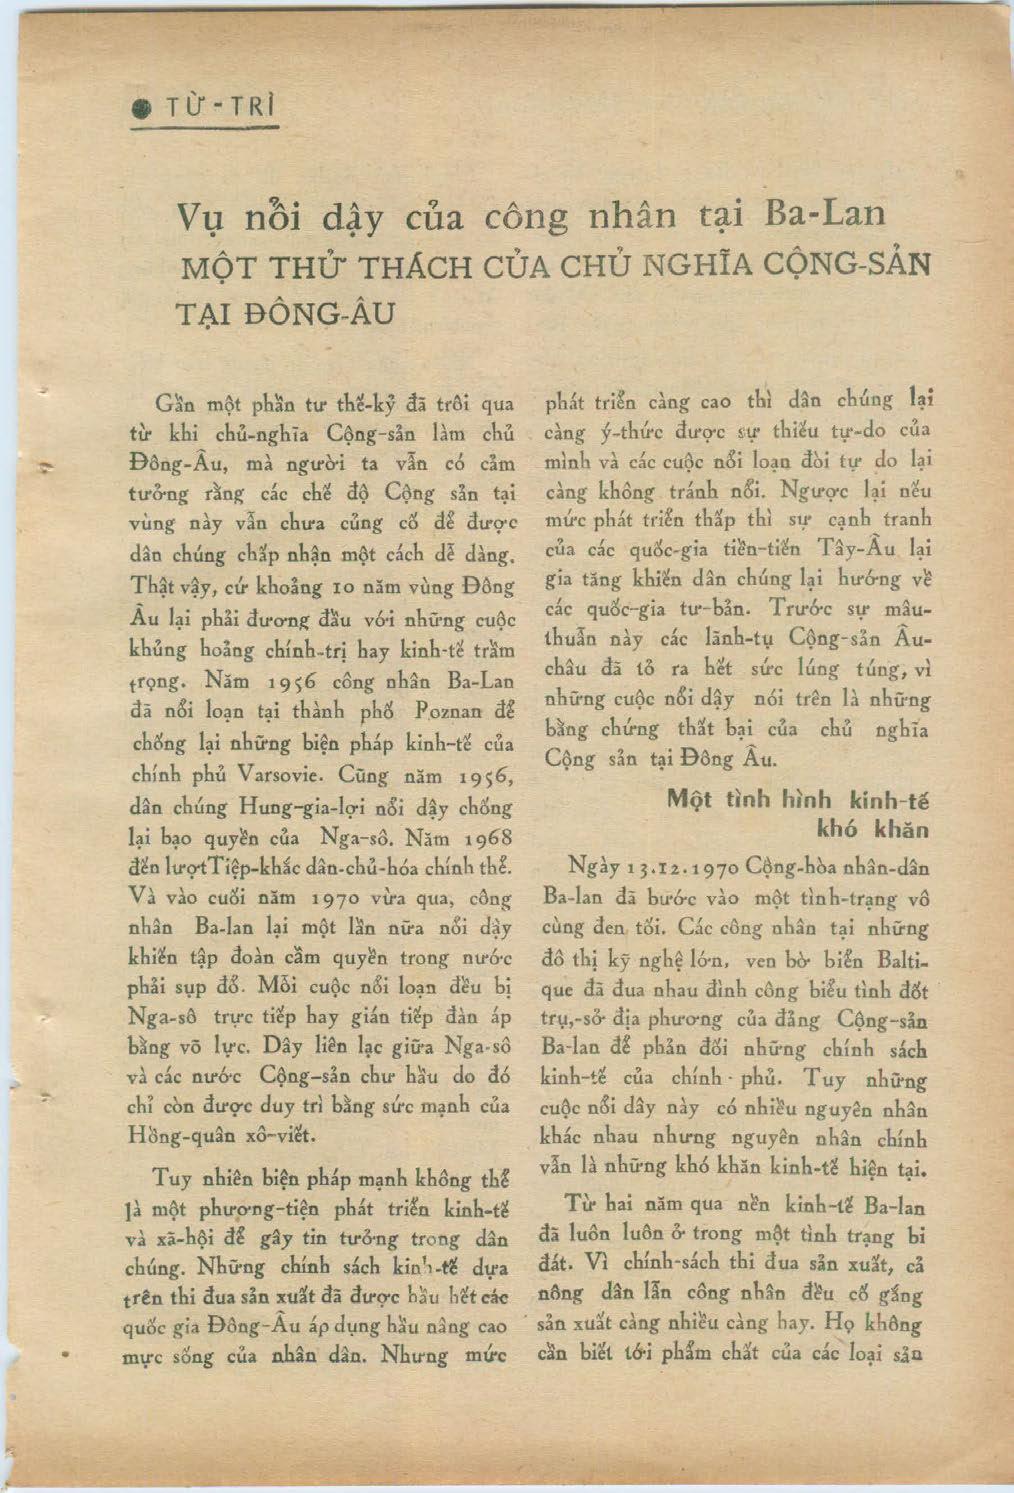 TỪ-TRÌ
Vụ nổi dậy của công nhân tại Ba-Lan
MỘT THỬ THÁCH CỦA CHỦ NGHĨA CỘNG-SẢN
TẠI ĐÔNG-ÂU
Gần một phần tư thế-kỷ đã trôi qua
từ khi chủ-nghĩa Cộng-sản làm chủ
Đông-Âu, mà người ta vẫn có cảm
tưởng rằng các chế độ Cộng sản tại
vùng này vẫn chưa củng cố để được
dân chúng chấp nhận một cách dễ dàng.
Thật vậy, cứ khoảng 10 năm vùng Đông
Âu lại phải đương đầu với những cuộc
khủng hoảng chính-trị hay kinh-tế trầm
trọng. Năm 1956 công nhân Ba-Lan
đã nổi loạn tại thành phố Poznan để
chống lại những biện pháp kinh-tế của
chính phủ Varsovie. Cũng năm 1956,
dân chúng Hung-gia-lợi nổi dậy chống
lại bạo quyền của Nga-sô. Năm 1968
đến lượtTiệp-khắc dân-chủ-hóa chính thể.
Và vào cuối năm 1970 vừa qua, công
nhân Ba-lan lại một lần nữa nổi dậy
khiến tập đoàn cầm quyền trong nước
phải sụp đổ. Mỗi cuộc nổi loạn đều bị
Nga-sô trực tiếp hay gián tiếp đàn áp
bằng võ lực. Dây liên lạc giữa Nga-sô
và các nước Cộng-sản chư hầu do đó
chỉ còn được duy trì bằng sức mạnh của
Hồng-quân xô-viết.
Tuy nhiên biện pháp mạnh không thể
là một phương-tiện phát triển kinh-tế
và xã-hội để gây tin tưởng trong dân
chúng. Những chính sách kinh-tế dựa
trên thi đua sản xuất đã được hầu hết các
quốc gia Đông-Âu áp dụng hầu nâng cao
mực sống của nhân dân. Nhưng mức
phát triển càng cao thì dân chúng lại
càng ý-thức được sự thiếu tự-do của
mình và các cuộc nổi loạn đòi tự do lại
càng không tránh nổi. Ngược lại nếu
mức phát triển thấp thì sự cạnh tranh
của các quốc-gia tiền-tiến Tây-Âu lại
gia tăng khiến dân chúng lại hướng về
các quốc-gia tư-bản. Trước sự mâu-
thuẫn này các lãnh-tụ Cộng-sản Âu-
châu đã tỏ ra hết sức lúng túng, vì
những cuộc nổi dậy nói trên là những
bằng chứng thất bại của chủ nghĩa
Cộng sản tại Đông Âu.
Một tình hình kinh-tế
khó khăn
Ngày 13.12.1970 Cộng-hòa nhân-dân
Ba-lan đã bước vào một tình-trạng vô
cùng đen tối. Các công nhân tại những
đô thị kỹ nghệ lớn, ven bờ biển Balti-
que đã đua nhau đình công biểu tình đốt
trụ,-sở địa phương của đảng Cộng-sản
Ba-lan để phản đối những chính sách
kinh-tế của chính-phủ. Tuy những
cuộc nổi dây này có nhiều nguyên nhân
khác nhau nhưng nguyên nhân chính
vẫn là những khó khăn kinh-tế hiện tại.
Từ hai năm qua nền kinh-tế Ba-lan
đã luôn luôn ở trong một tình trạng bi
đát. Vì chính-sách thi đua sản xuất, cả
nông dân lẫn công nhân đều cố gắng
sản xuất càng nhiều càng hay. Họ không
cần biết tới phẩm chất của các loại sản